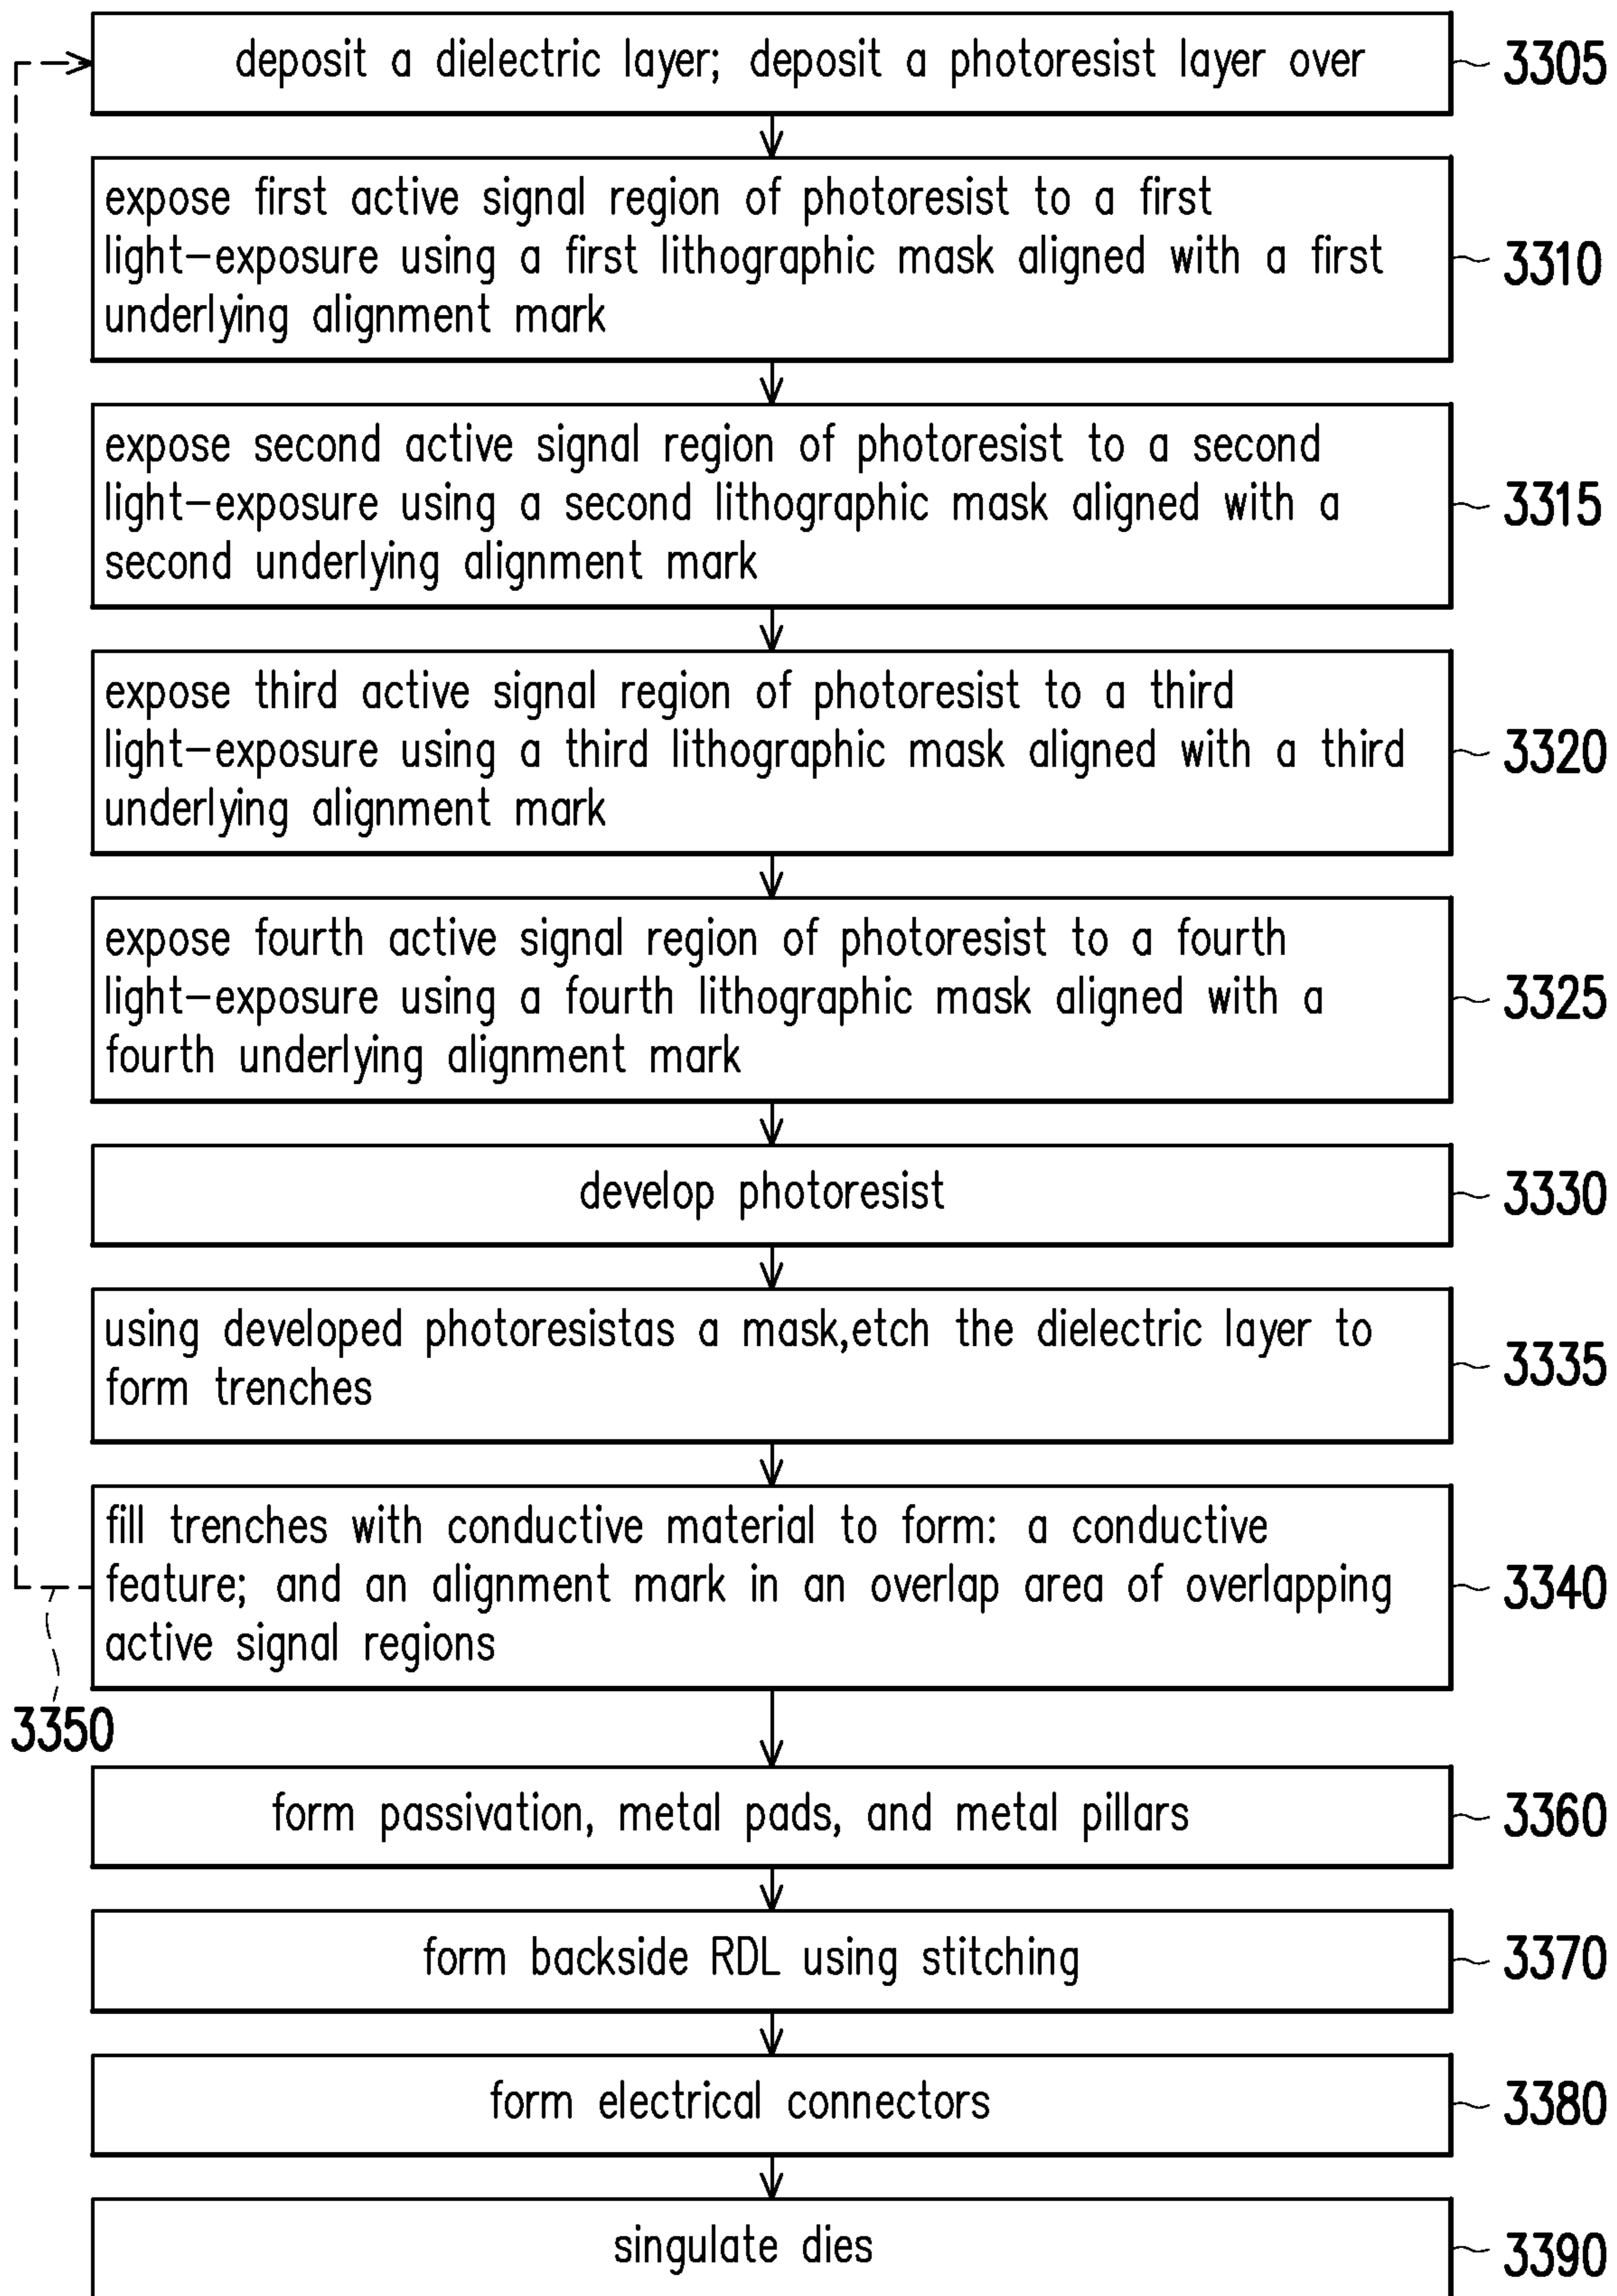 deposit a dielectric layer; deposit a photoresist layer over
3305
expose first active signal region of photoresist to a first
light-exposure using a first lithographic mask aligned with a first
underlying alignment mark
3310
expose second active signal region of photoresist to a second
light-exposure using a second lithographic mask aligned with a
second underlying alignment mark
3315
expose third active signal region of photoresist to a third
light-exposure using a third lithographic mask aligned with a third
underlying alignment mark
3320
expose fourth active signal region of photoresist to a fourth
light-exposure using a fourth lithographic mask aligned with a
fourth underlying alignment mark
3325
develop photoresist
3330
using developed photoresistas a mask,etch the dielectric layer to
form trenches
3335
fill trenches with conductive material to form: a conductive
feature; and an alignment mark in an overlap area of overlapping
active signal regions
3340
3350
form passivation, metal pads, and metal pillars
3360
form backside RDL using stitching
3370
form electrical connectors
3380
singulate dies
3390